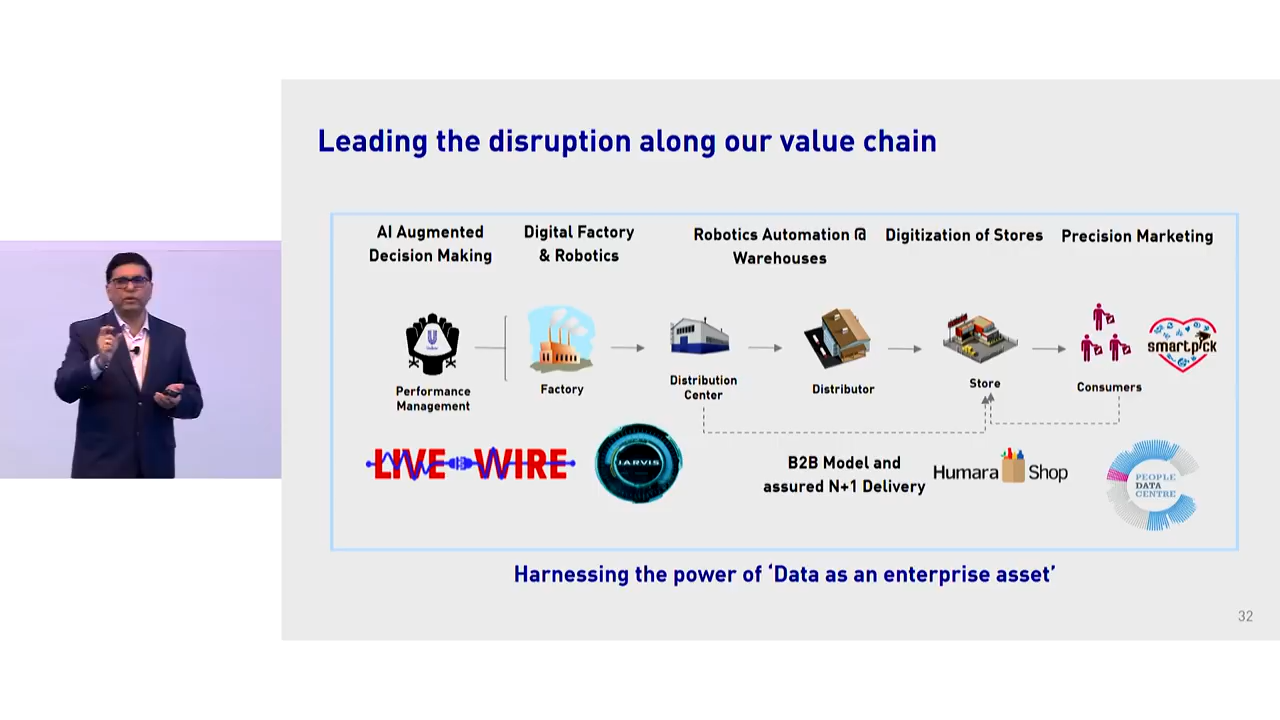 Leading the disruption along our value chain
AI Augmented
Decision Making
Digital Factory
& Robotics
Robotics Automation @
Warehouses
Digitization of Stores
Precision Marketing
Performance
Management
Factory
Distribution
Center
Distributor
Store
Consumers
smartpick
LIVE WIRE
JARVIS
B2B Model and
assured N+1 Delivery
Humara Shop
PEOPLE
DATA
CENTRE
Harnessing the power of ‘Data as an enterprise asset’
32